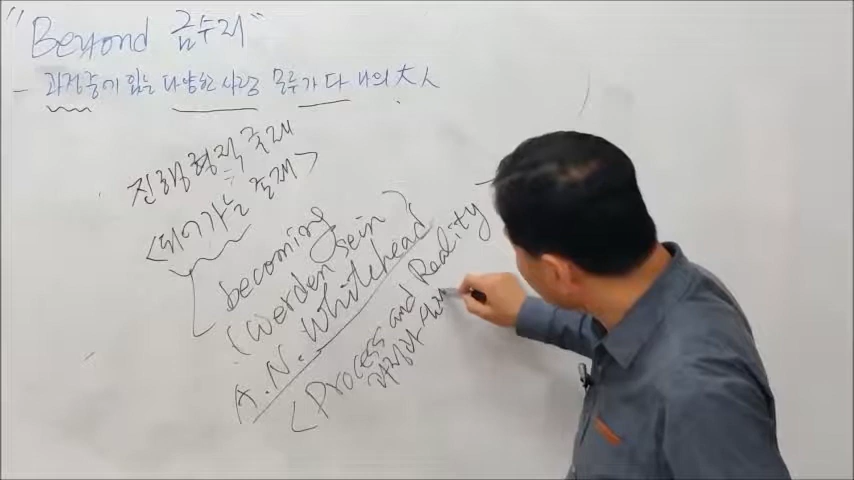 "Beyond 금수저"
- 과정중에 있는 다양한 사람 모두가 다 나의 大人
진행형적 존재
<되어가는 존재>
becoming
(werden sein)
A.N. Whitehead
<Process and Reality
과정과